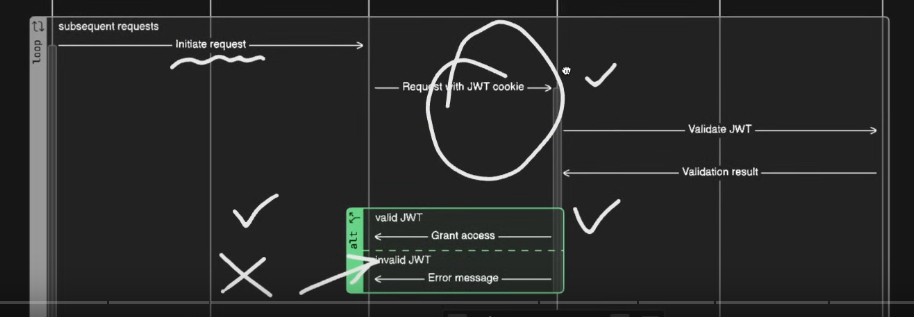 subsequent requests
loop
Initiate request
Request with JWT cookie
Validate JWT
Validation result
alt
valid JWT
Grant access
invalid JWT
Error message